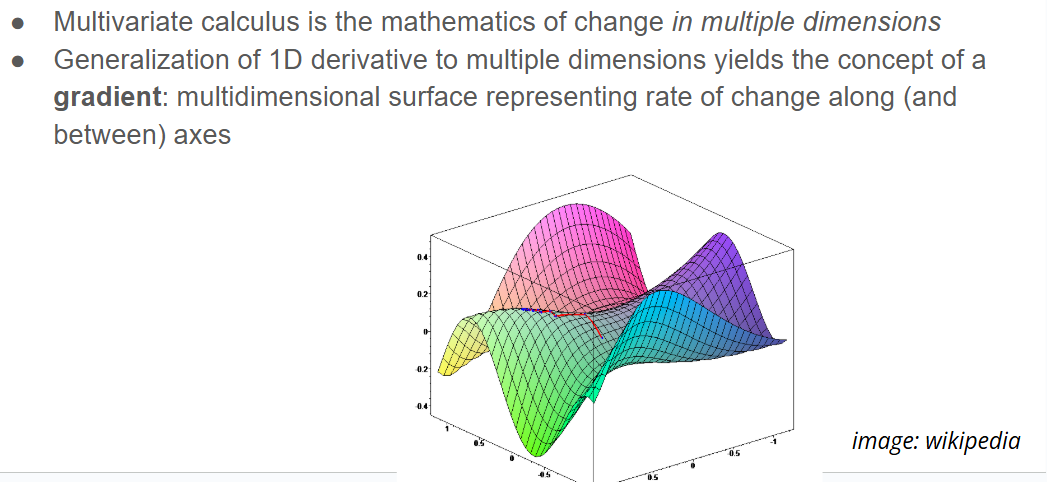 ● Multivariate calculus is the mathematics of change in multiple dimensions
● Generalization of 1D derivative to multiple dimensions yields the concept of a
gradient: multidimensional surface representing rate of change along (and
between) axes
0.4
0.2
0
-0.2
-0.4
1
0.5
0
-0.5
0.5
0
-0.5
-1
image: wikipedia